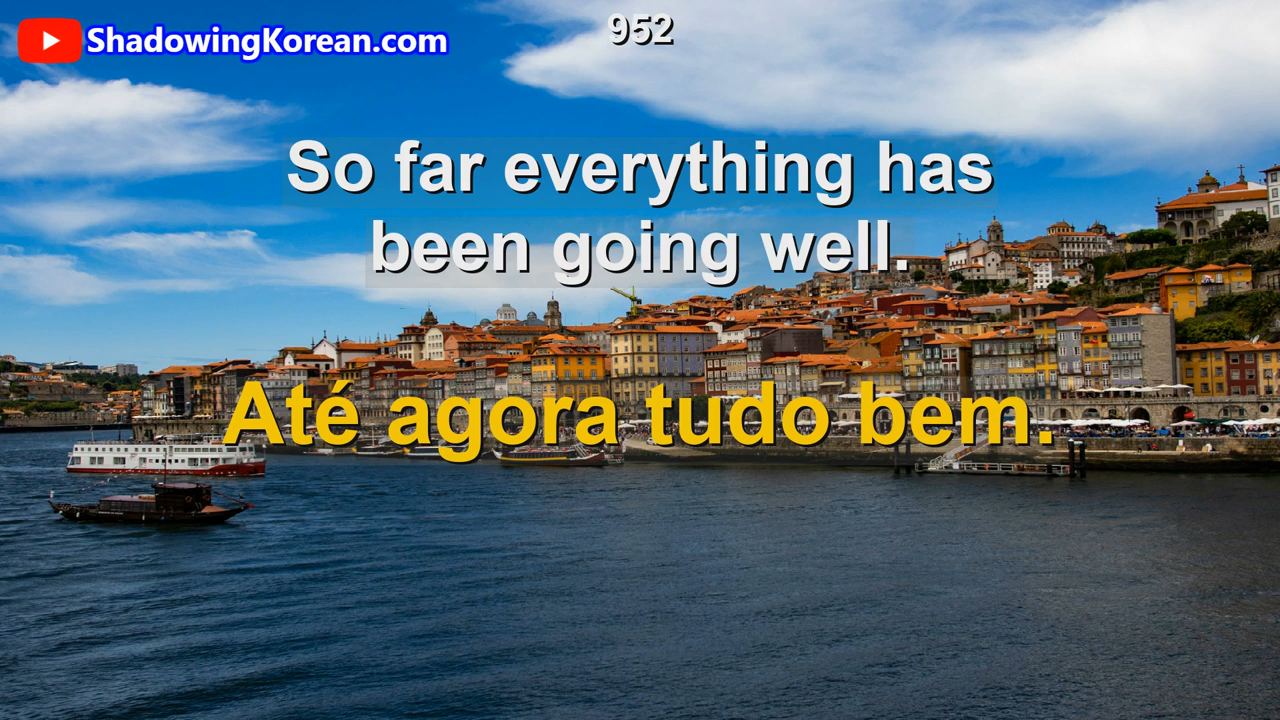 ShadowingKorean.com
952
So far everything has
been going well.
Até agora tudo bem.